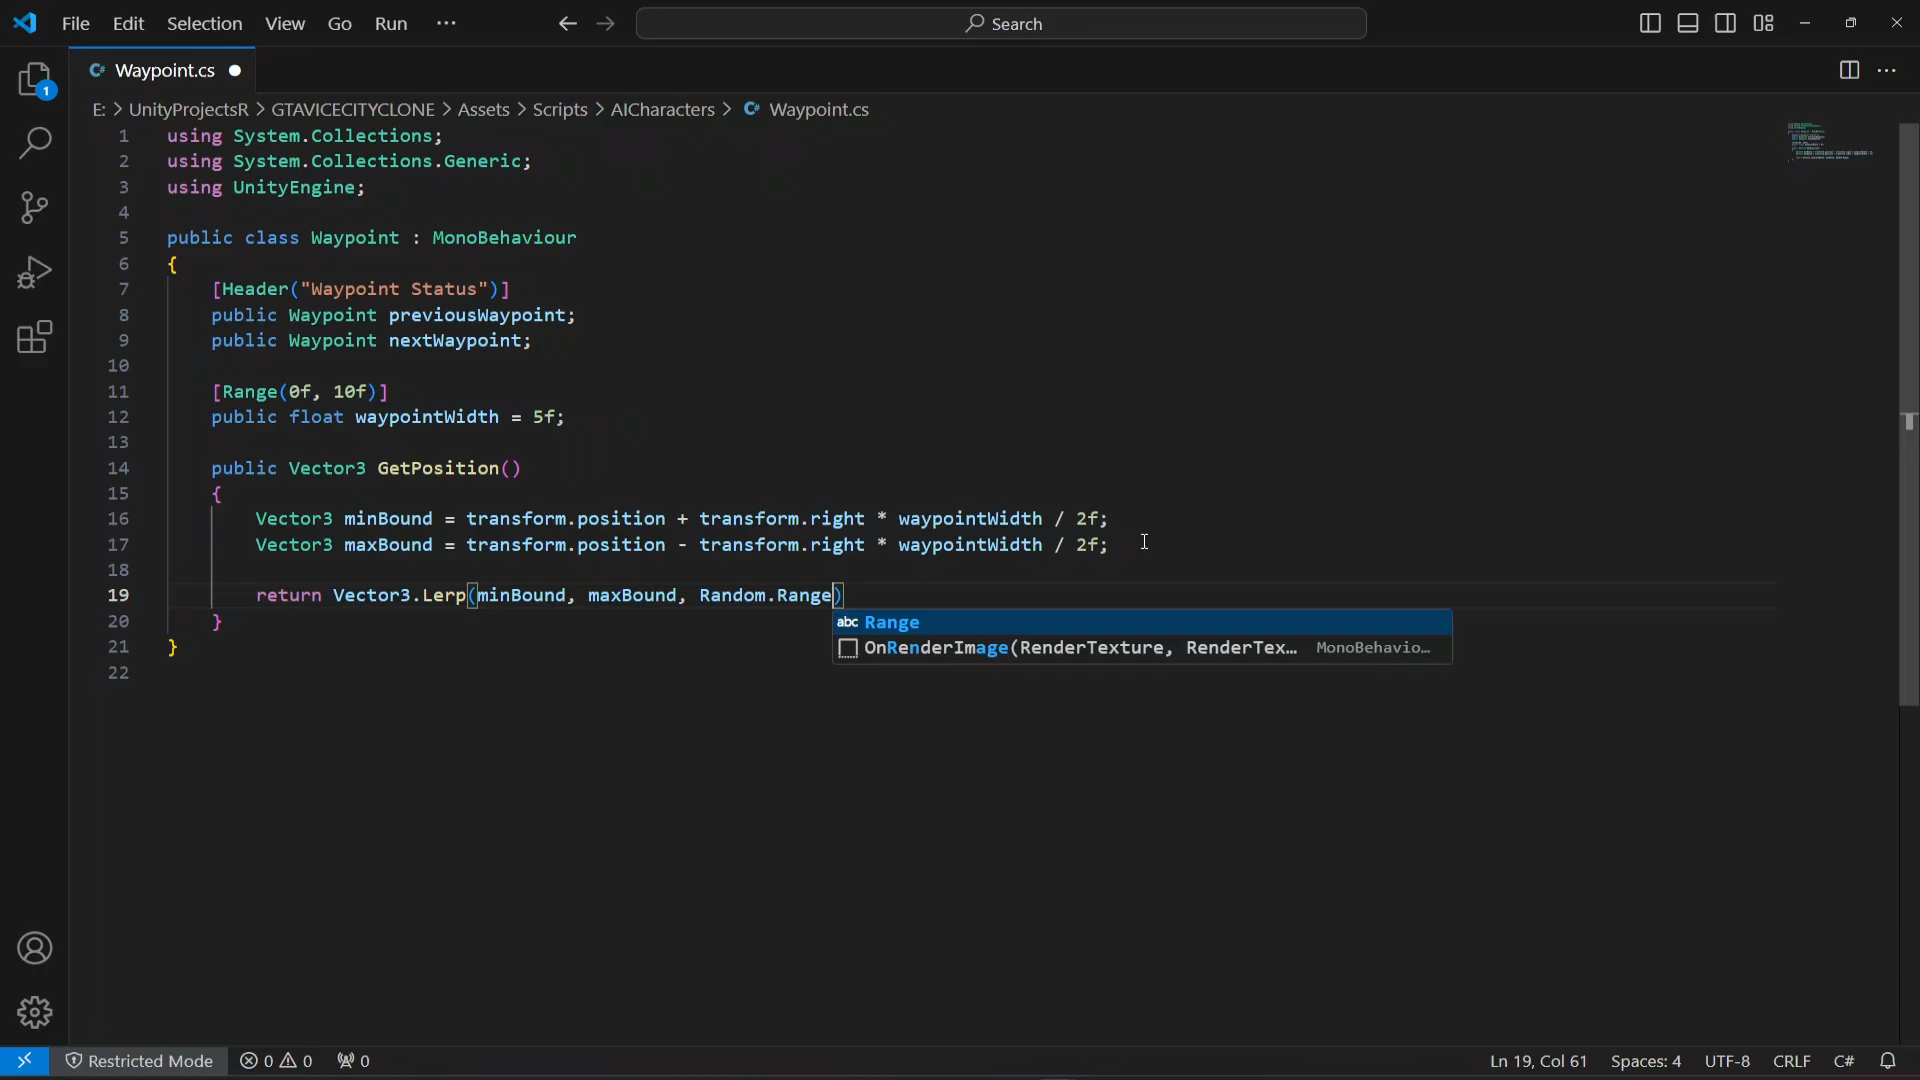 File Edit Selection View Go Run ··· Search
Waypoint.cs
1
E: > UnityProjectsR > GTAVICECITYCLONE > Assets > Scripts > AICharacters > Waypoint.cs
1 using System.Collections;
2 using System.Collections.Generic;
3 using UnityEngine;
4
5 public class Waypoint : MonoBehaviour
6 {
7 [Header("Waypoint Status")]
8 public Waypoint previousWaypoint;
9 public Waypoint nextWaypoint;
10
11 [Range(0f, 10f)]
12 public float waypointWidth = 5f;
13
14 public Vector3 GetPosition()
15 {
16 Vector3 minBound = transform.position + transform.right * waypointWidth / 2f;
17 Vector3 maxBound = transform.position - transform.right * waypointWidth / 2f;
18
19 return Vector3.Lerp(minBound, maxBound, Random.Range)
20 }
abc Range
21 }
OnRenderImage(RenderTexture, RenderTex... MonoBehavio...
22
Restricted Mode 0 0 0 Ln 19, Col 61 Spaces: 4 UTF-8 CRLF C#